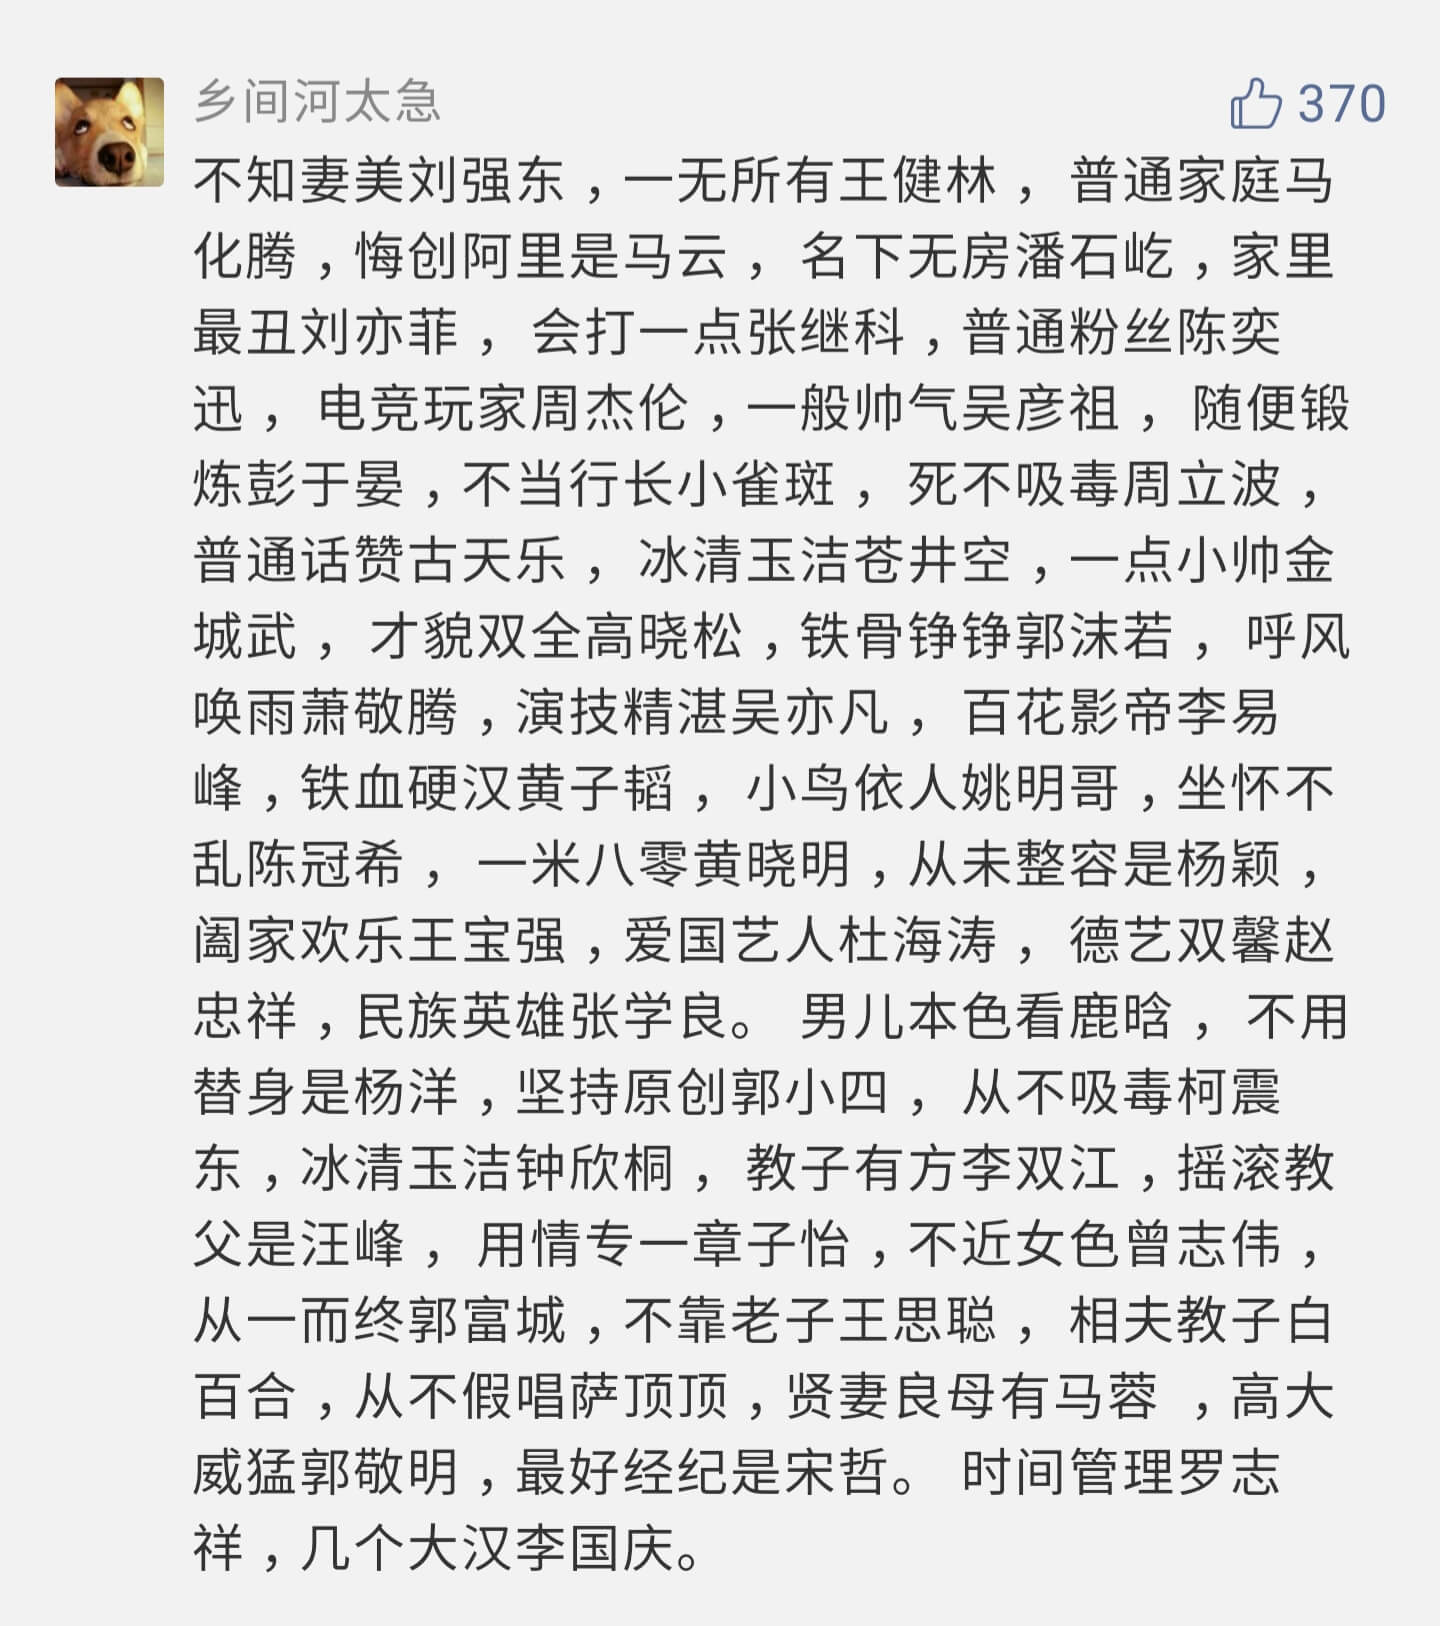 乡间河太急
370
不知妻美刘强东，一无所有王健林，普通家庭马
化腾，悔创阿里是马云，名下无房潘石屹，家里
最丑刘亦菲，会打一点张继科，普通粉丝陈奕
迅，电竞玩家周杰伦，一般帅气吴彦祖，随便锻
炼彭于晏，不当行长小雀斑，死不吸毒周立波，
普通话赞古天乐，冰清玉洁苍井空，一点小帅金
城武，才貌双全高晓松，铁骨铮铮郭沫若，呼风
唤雨萧敬腾，演技精湛吴亦凡，百花影帝李易
峰，铁血硬汉黄子韬，小鸟依人姚明哥，坐怀不
乱陈冠希，一米八零黄晓明，从未整容是杨颖，
阖家欢乐王宝强，爱国艺人杜海涛，德艺双馨赵
忠祥，民族英雄张学良。男儿本色看鹿晗，不用
替身是杨洋，坚持原创郭小四，从不吸毒柯震
东，冰清玉洁钟欣桐，教子有方李双江，摇滚教
父是汪峰，用情专一章子怡，不近女色曾志伟，
从一而终郭富城，不靠老子王思聪，相夫教子白
百合，从不假唱萨顶顶，贤妻良母有马蓉，高大
威猛郭敬明，最好经纪是宋哲。时间管理罗志
祥，几个大汉李国庆。